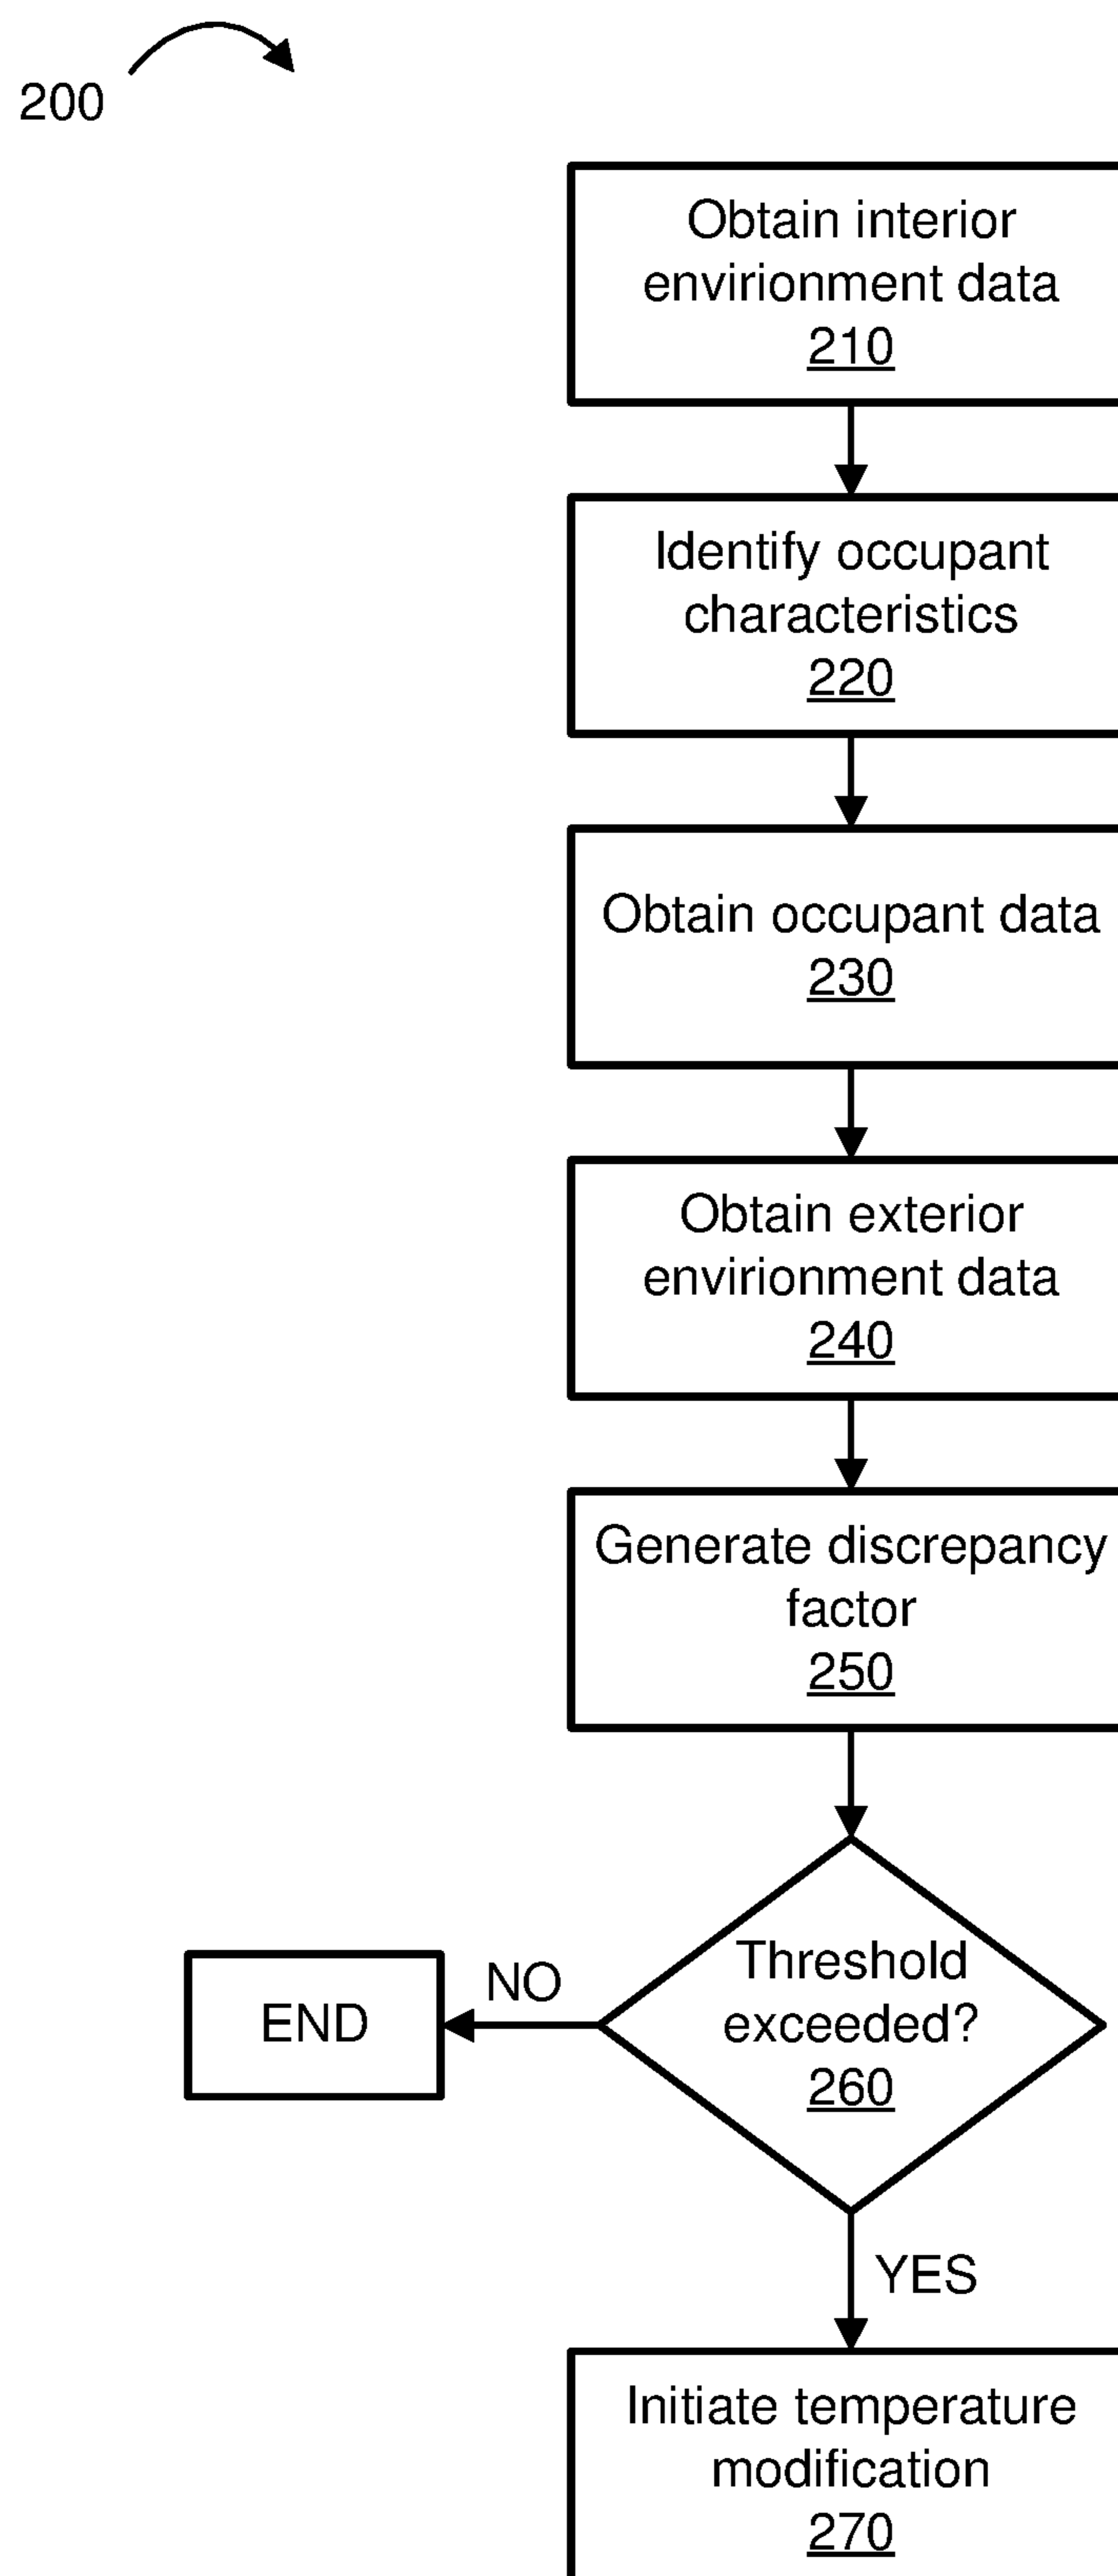 200
Obtain interior
envirionment data
210
Identify occupant
characteristics
220
Obtain occupant data
230
Obtain exterior
envirionment data
240
Generate discrepancy
factor
250
Threshold
exceeded?
260
NO
END
YES
Initiate temperature
modification
270